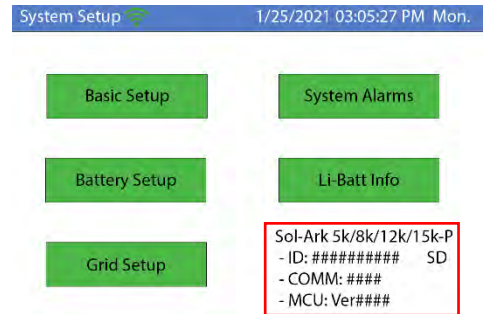 System Setup 1/25/2021 03:05:27 PM Mon.
Basic Setup System Alarms
Battery Setup Li-Batt Info
Grid Setup
Sol-Ark 5k/8k/12k/15k-P
- ID: ########## SD
- COMM: ####
- MCU: Ver####